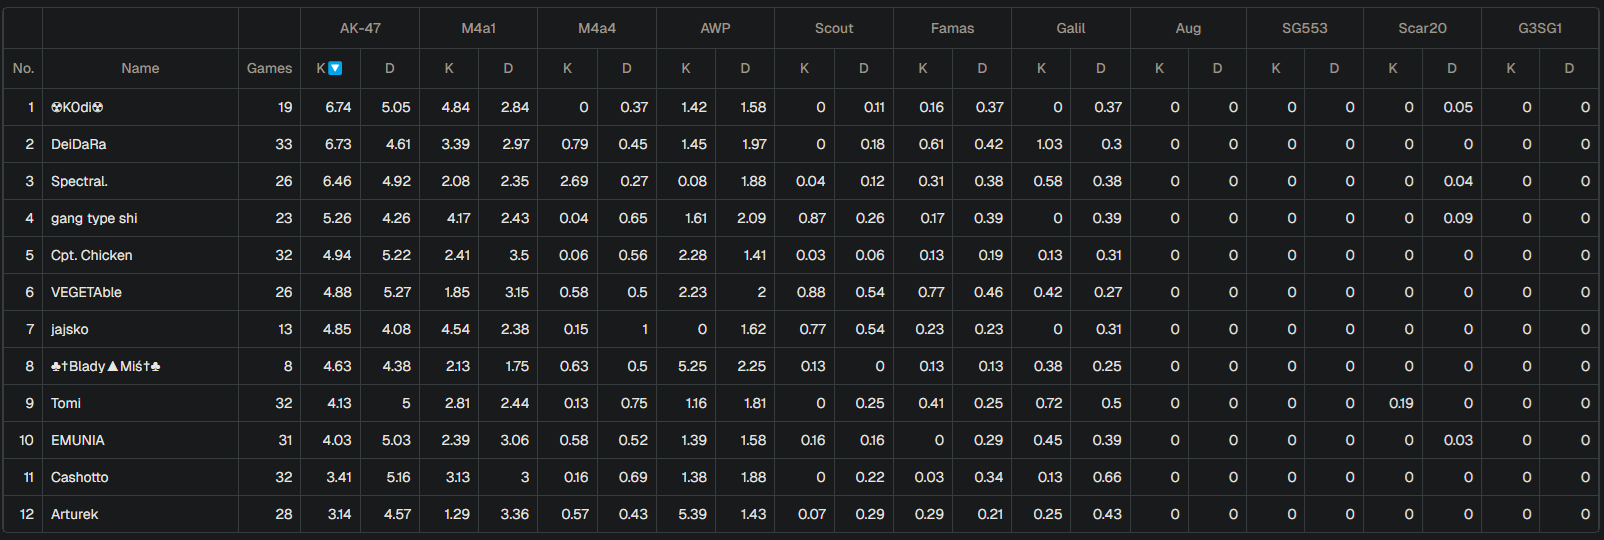 AK-47 M4a1 M4a4 AWP Scout Famas Galil Aug SG553 Scar20 G3SG1
No. Name Games K🔽 D K D K D K D K D K D K D K D K D K D K D
1 ☢K0di☢ 19 6.74 5.05 4.84 2.84 0 0.37 1.42 1.58 0 0.11 0.16 0.37 0 0.37 0 0 0 0 0 0.05 0 0
2 DeiDaRa 33 6.73 4.61 3.39 2.97 0.79 0.45 1.45 1.97 0 0.18 0.61 0.42 1.03 0.3 0 0 0 0 0 0 0 0
3 Spectral. 26 6.46 4.92 2.08 2.35 2.69 0.27 0.08 1.88 0.04 0.12 0.31 0.38 0.58 0.38 0 0 0 0 0 0.04 0 0
4 gang type shi 23 5.26 4.26 4.17 2.43 0.04 0.65 1.61 2.09 0.87 0.26 0.17 0.39 0 0.39 0 0 0 0 0 0.09 0 0
5 Cpt. Chicken 32 4.94 5.22 2.41 3.5 0.06 0.56 2.28 1.41 0.03 0.06 0.13 0.19 0.13 0.31 0 0 0 0 0 0 0 0
6 VEGETAble 26 4.88 5.27 1.85 3.15 0.58 0.5 2.23 2 0.88 0.54 0.77 0.46 0.42 0.27 0 0 0 0 0 0 0 0
7 jajsko 13 4.85 4.08 4.54 2.38 0.15 1 0 1.62 0.77 0.54 0.23 0.23 0 0.31 0 0 0 0 0 0 0 0
8 ♣†Blady▲Miś†♣ 8 4.63 4.38 2.13 1.75 0.63 0.5 5.25 2.25 0.13 0 0.13 0.13 0.38 0.25 0 0 0 0 0 0 0 0
9 Tomi 32 4.13 5 2.81 2.44 0.13 0.75 1.16 1.81 0 0.25 0.41 0.25 0.72 0.5 0 0 0 0 0.19 0 0 0
10 EMUNIA 31 4.03 5.03 2.39 3.06 0.58 0.52 1.39 1.58 0.16 0.16 0 0.29 0.45 0.39 0 0 0 0 0 0.03 0 0
11 Cashotto 32 3.41 5.16 3.13 3 0.16 0.69 1.38 1.88 0 0.22 0.03 0.34 0.13 0.66 0 0 0 0 0 0 0 0
12 Arturek 28 3.14 4.57 1.29 3.36 0.57 0.43 5.39 1.43 0.07 0.29 0.29 0.21 0.25 0.43 0 0 0 0 0 0 0 0